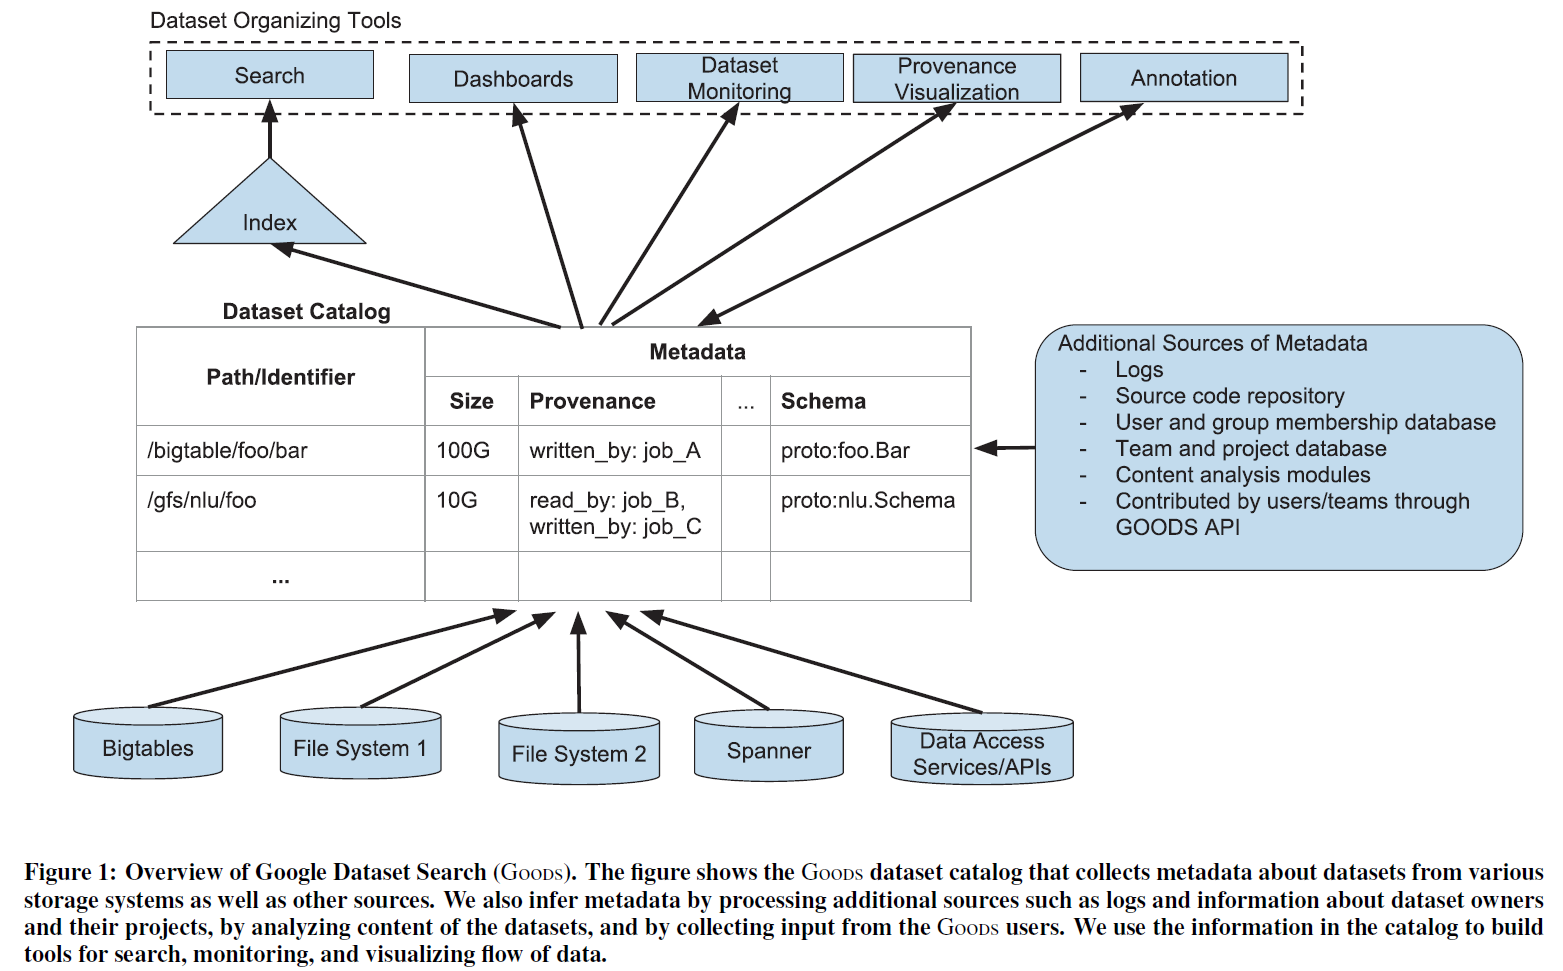 Dataset Organizing Tools
Search
Dashboards
Dataset
Monitoring
Provenance
Visualization
Annotation
Index
Dataset Catalog
Path/Identifier
Metadata
Size
Provenance
...
Schema
/bigtable/foo/bar
100G
written_by: job_A
proto:foo.Bar
/gfs/nlu/foo
10G
read_by: job_B,
written_by: job_C
proto:nlu.Schema
...
Additional Sources of Metadata
- Logs
- Source code repository
- User and group membership database
- Team and project database
- Content analysis modules
- Contributed by users/teams through
GOODS API
Bigtables
File System 1
File System 2
Spanner
Data Access
Services/APIs
Figure 1: Overview of Google Dataset Search (GOODS). The figure shows the GOODS dataset catalog that collects metadata about datasets from various
storage systems as well as other sources. We also infer metadata by processing additional sources such as logs and information about dataset owners
and their projects, by analyzing content of the datasets, and by collecting input from the GOODS users. We use the information in the catalog to build
tools for search, monitoring, and visualizing flow of data.